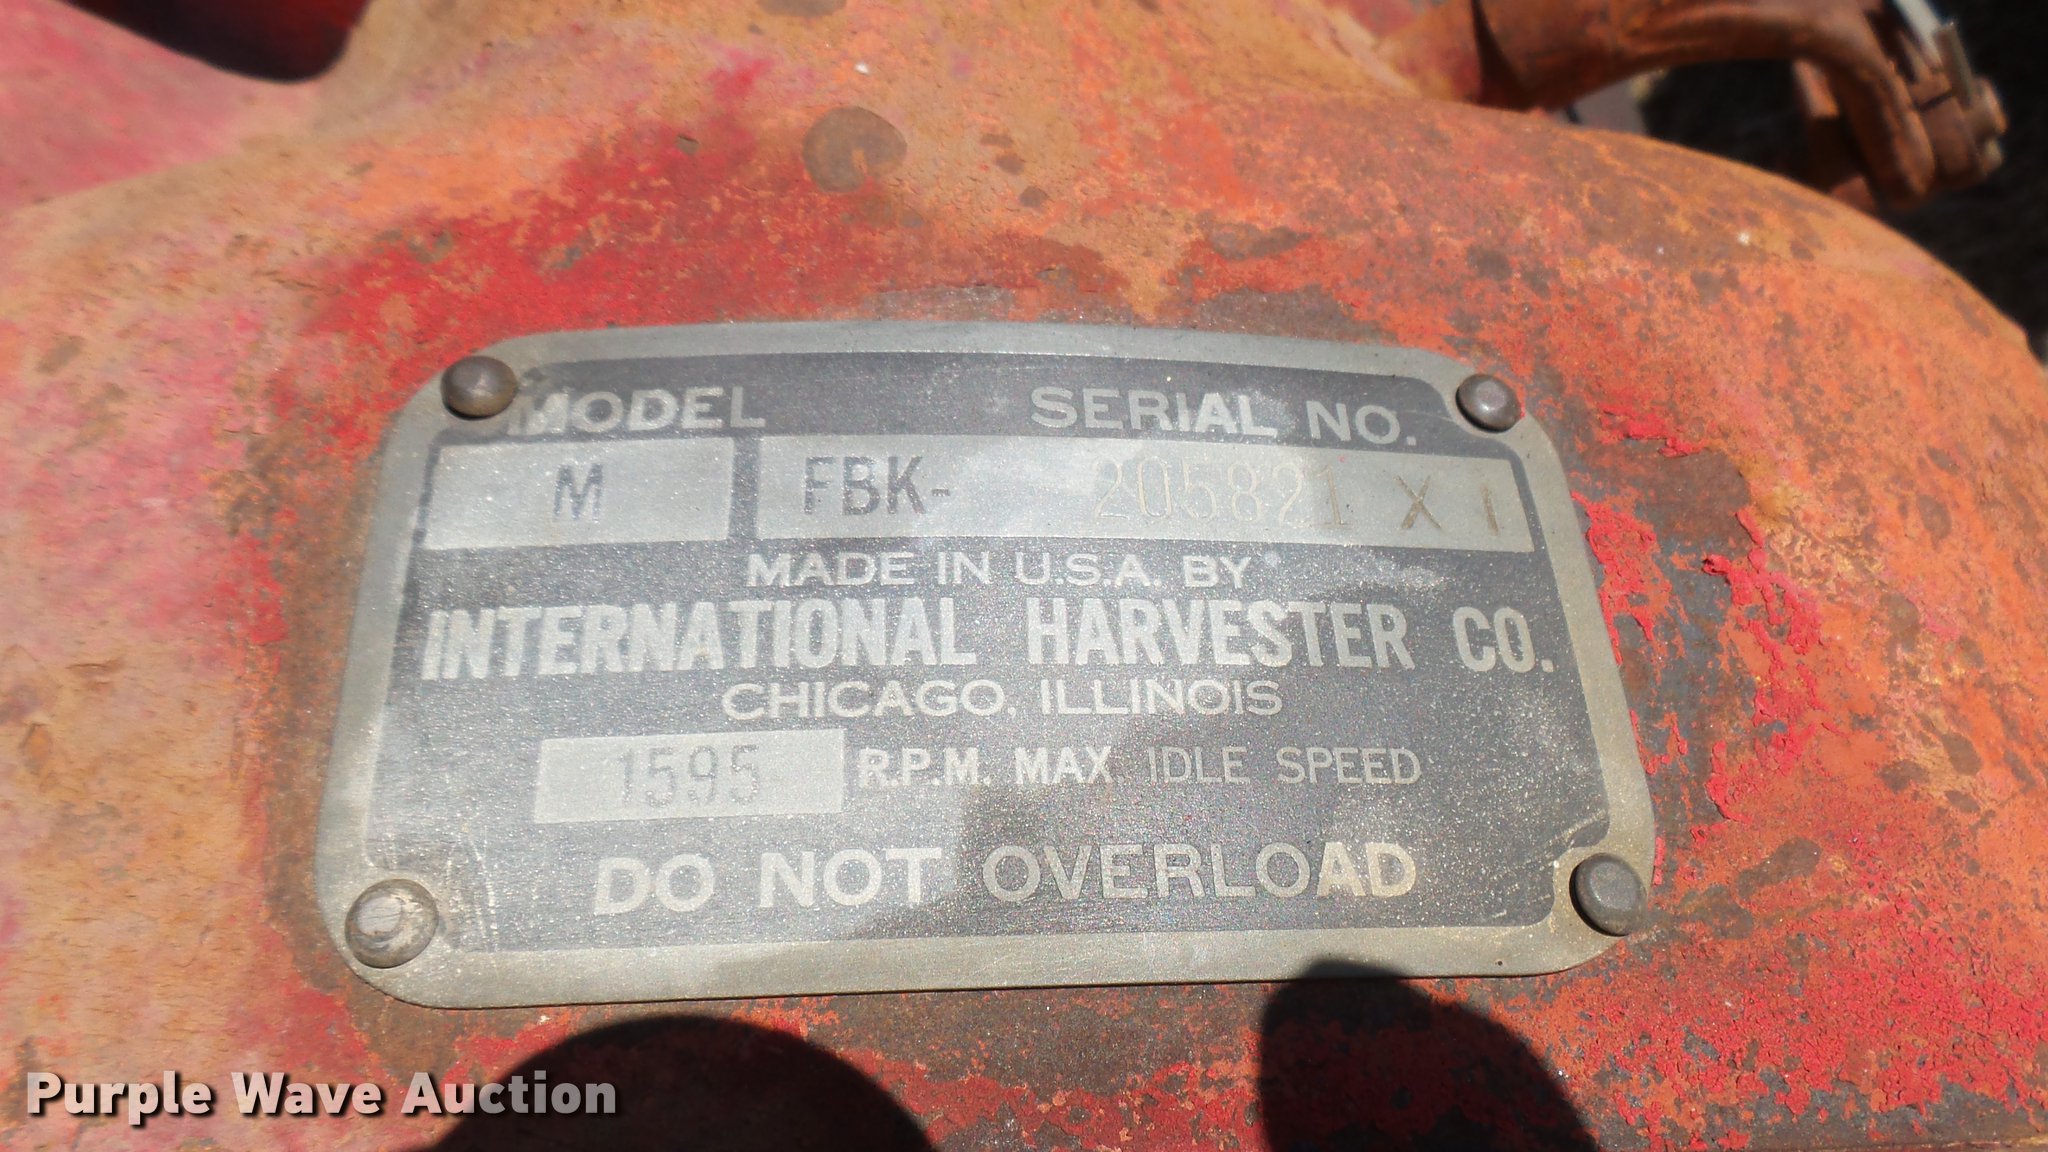 MODEL SERIAL NO.
M FBK- 205821 X 1
MADE IN U.S.A. BY
INTERNATIONAL HARVESTER CO.
CHICAGO, ILLINOIS
1595 R.P.M. MAX. IDLE SPEED
DO NOT OVERLOAD
Purple Wave Auction